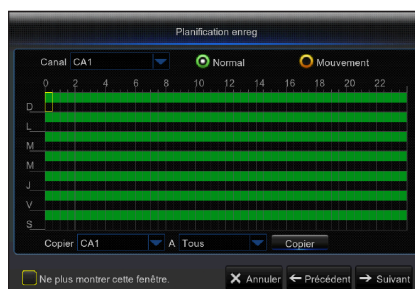 Planification enreg
Canal CA1 Normal Mouvement
0 2 4 6 8 10 12 14 16 18 20 22
D
L
M
M
J
V
S
Copier CA1 A Tous Copier
Ne plus montrer cette fenêtre. Annuler Précédent Suivant